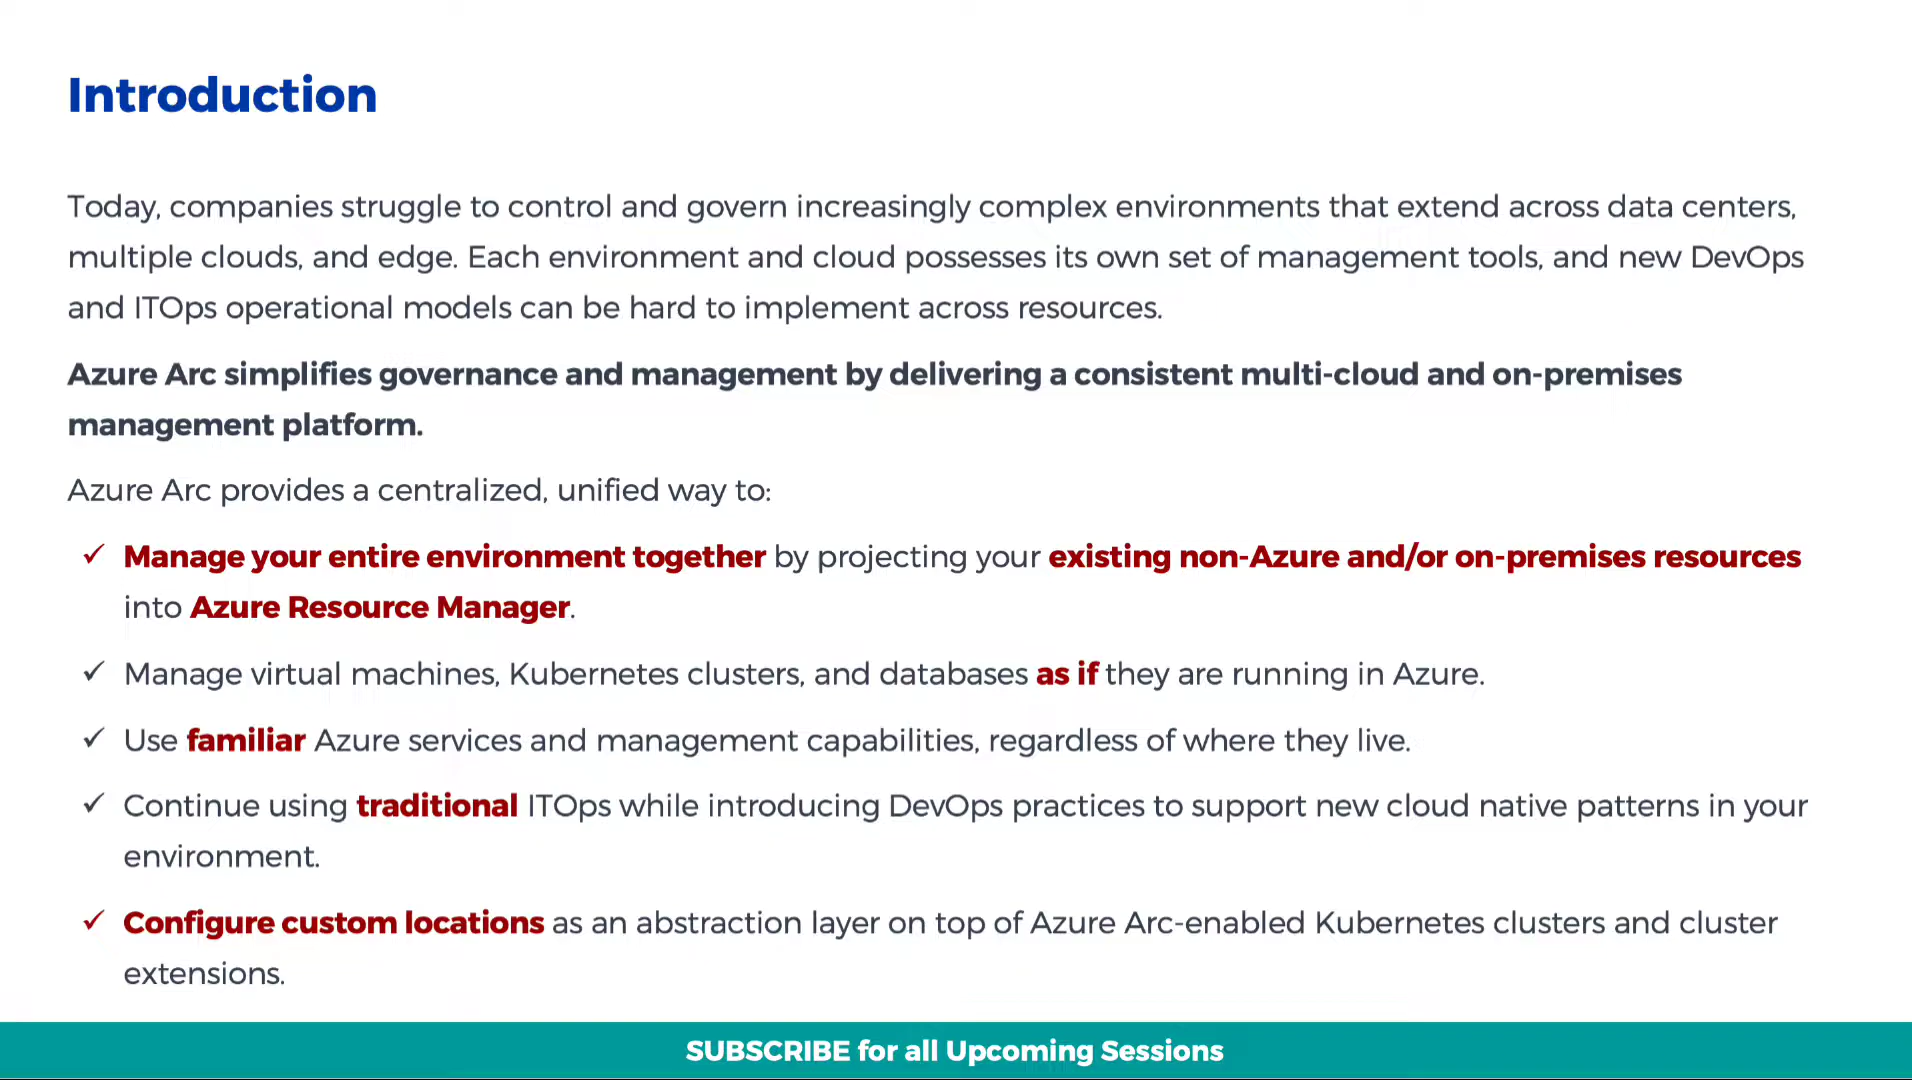 Introduction
Today, companies struggle to control and govern increasingly complex environments that extend across data centers,
multiple clouds, and edge. Each environment and cloud possesses its own set of management tools, and new DevOps
and ITOps operational models can be hard to implement across resources.
Azure Arc simplifies governance and management by delivering a consistent multi-cloud and on-premises
management platform.
Azure Arc provides a centralized, unified way to:
✓ Manage your entire environment together by projecting your existing non-Azure and/or on-premises resources
into Azure Resource Manager.
✓ Manage virtual machines, Kubernetes clusters, and databases as if they are running in Azure.
✓ Use familiar Azure services and management capabilities, regardless of where they live.
✓ Continue using traditional ITOps while introducing DevOps practices to support new cloud native patterns in your
environment.
✓ Configure custom locations as an abstraction layer on top of Azure Arc-enabled Kubernetes clusters and cluster
extensions.
SUBSCRIBE for all Upcoming Sessions